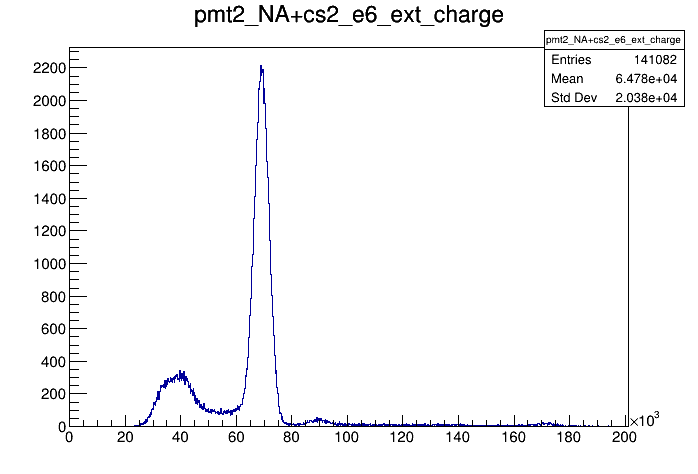 pmt2_NA+cs2_e6_ext_charge
pmt2_NA+cs2_e6_ext_charge
Entries 141082
Mean 6.478e+04
Std Dev 2.038e+04
2200
2000
1800
1600
1400
1200
1000
800
600
400
200
0
0 20 40 60 80 100 120 140 160 180 200
×10³